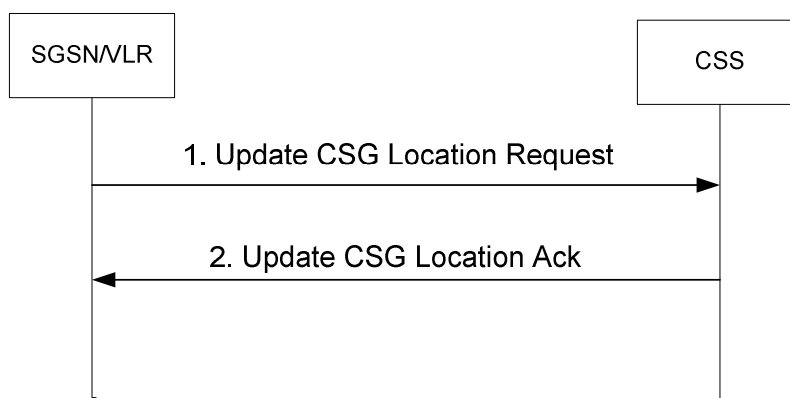 SGSN/VLR
CSS
1. Update CSG Location Request
2. Update CSG Location Ack